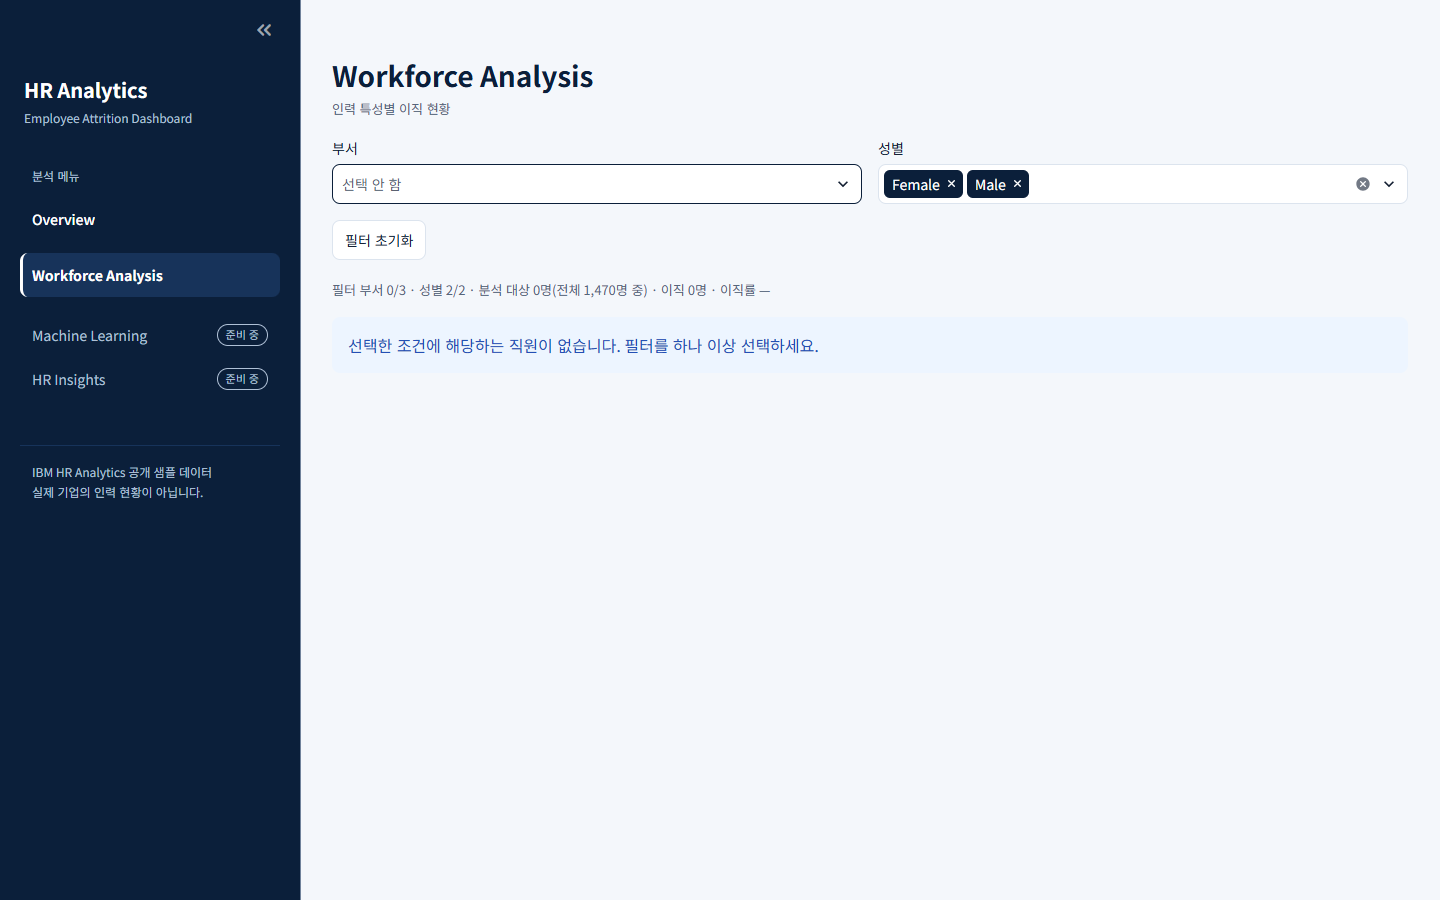 HR Analytics
Employee Attrition Dashboard
분석 메뉴
Overview
Workforce Analysis
Machine Learning 준비 중
HR Insights 준비 중
IBM HR Analytics 공개 샘플 데이터
실제 기업의 인력 현황이 아닙니다.
Workforce Analysis
인력 특성별 이직 현황
부서
선택 안 함
성별
Female × Male ×
필터 초기화
필터 부서 0/3 · 성별 2/2 · 분석 대상 0명(전체 1,470명 중) · 이직 0명 · 이직률 —
선택한 조건에 해당하는 직원이 없습니다. 필터를 하나 이상 선택하세요.